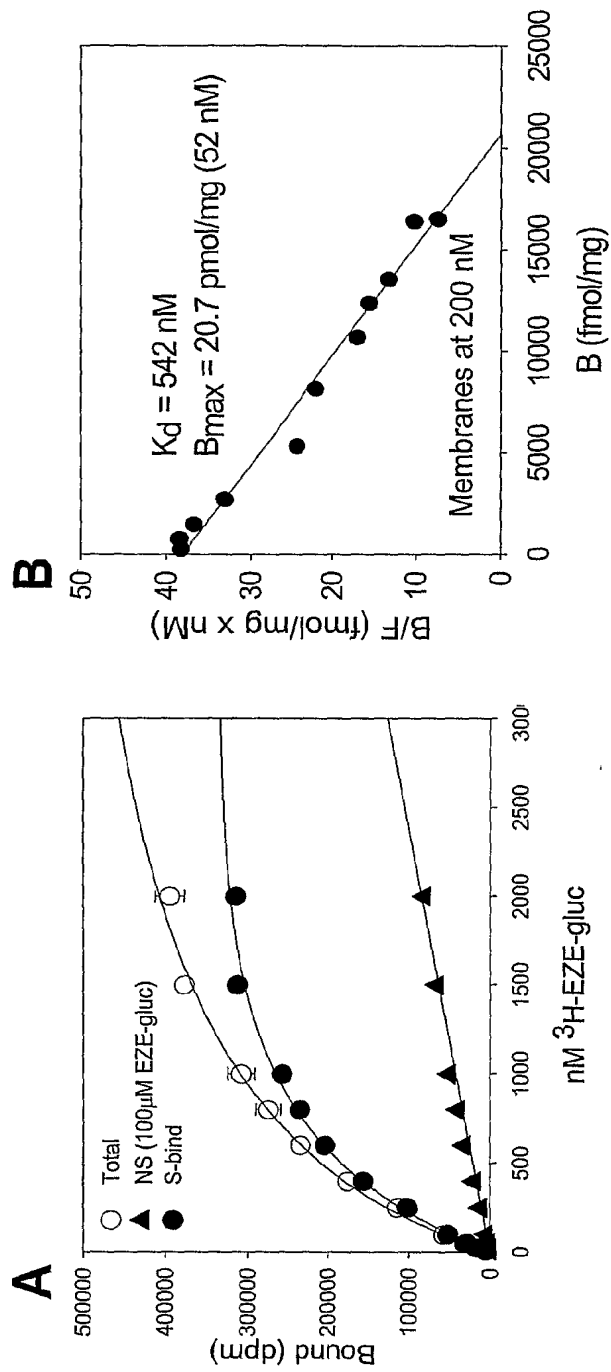 A
500000
400000
300000
200000
100000
0
Bound (dpm)
Total
NS (100µM EZE-gluc)
S-bind
0
500
1000
1500
2000
2500
300
nM ³H-EZE-gluc
B
50
40
30
20
10
0
B/F (fmol/mg x nM)
Kd = 542 nM
Bmax = 20.7 pmol/mg (52 nM)
Membranes at 200 nM
0
5000
10000
15000
20000
25000
B (fmol/mg)